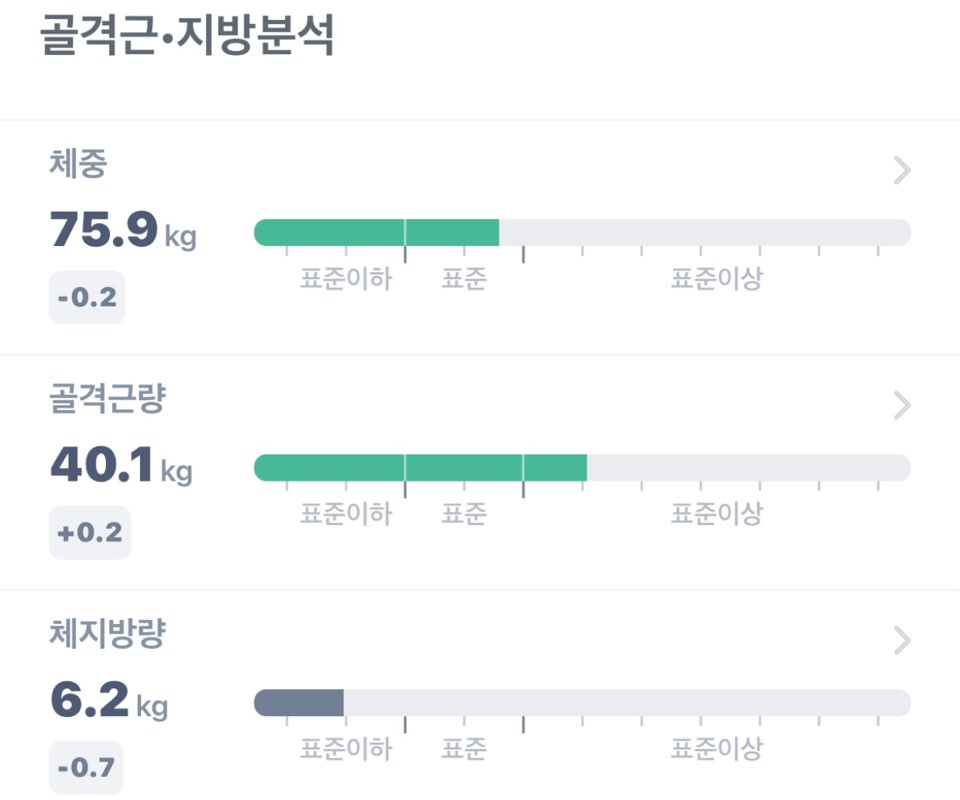 골격근•지방분석
체중
75.9 kg
-0.2
표준이하 표준 표준이상
골격근량
40.1 kg
+0.2
표준이하 표준 표준이상
체지방량
6.2 kg
-0.7
표준이하 표준 표준이상